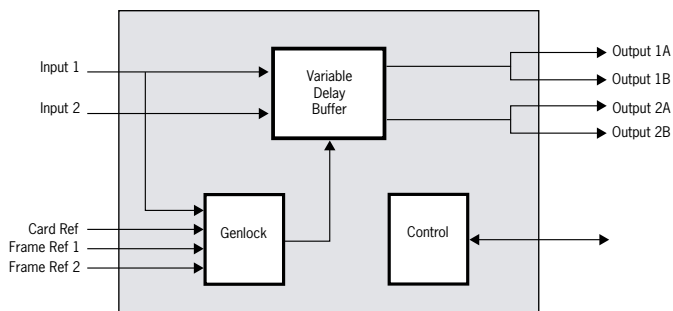 Input 1
Input 2
Variable
Delay
Buffer
Output 1A
Output 1B
Output 2A
Output 2B
Card Ref
Frame Ref 1
Frame Ref 2
Genlock
Control